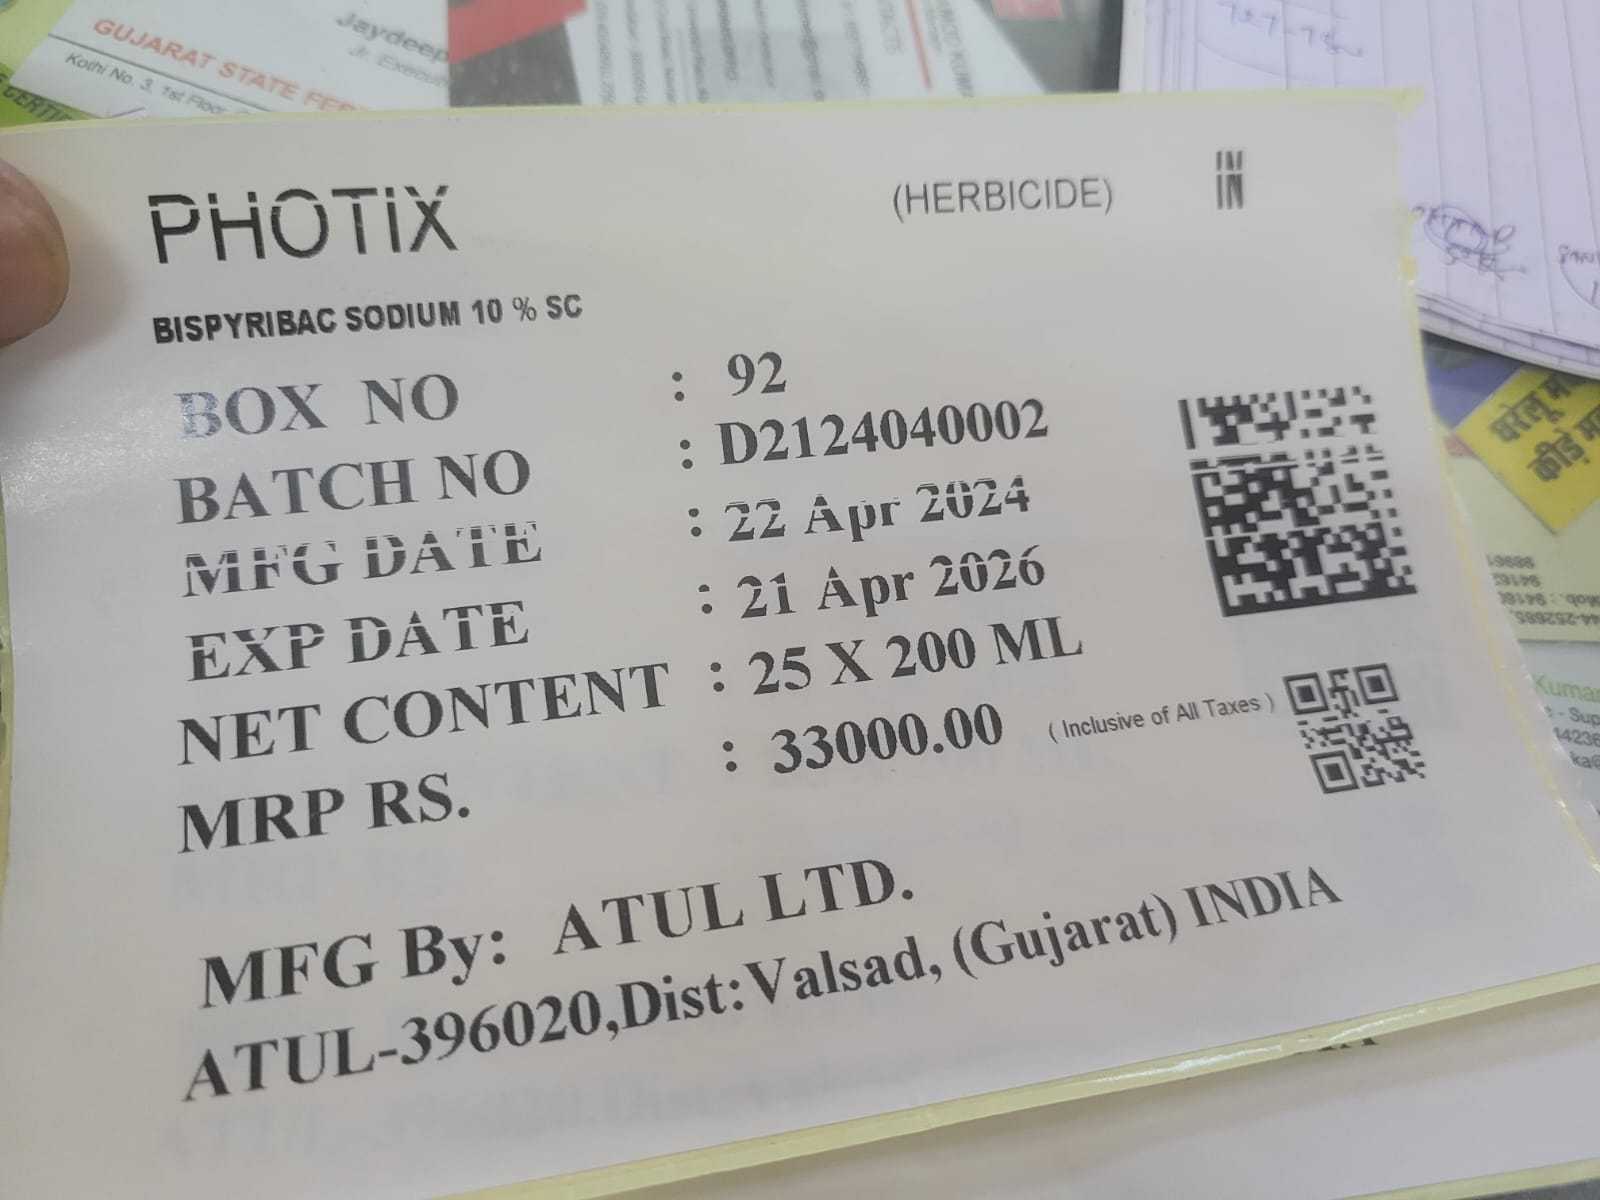 Jaydeep
GUJARAT STATE FER
Kothi No. 3, 1st Floor
PHOTiX
(HERBICIDE)
IN
BISPYRIBAC SODIUM 10 % SC
BOX NO : 92
BATCH NO : D2124040002
MFG DATE : 22 Apr 2024
EXP DATE : 21 Apr 2026
NET CONTENT : 25 X 200 ML
MRP RS. : 33000.00 ( Inclusive of All Taxes )
MFG By: ATUL LTD.
ATUL-396020,Dist:Valsad, (Gujarat) INDIA
घरेलू
कीड़े